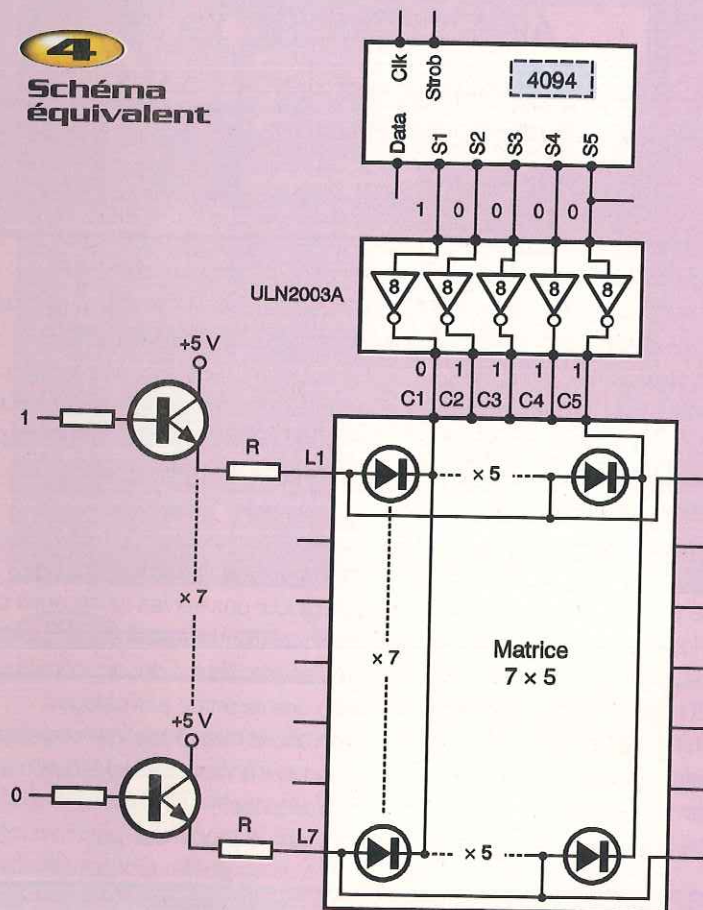 4
Schéma
équivalent
Clk
Strob
4094
Data
S1
S2
S3
S4
S5
1 0 0 0 0
ULN2003A
8 8 8 8 8
0 1 1 1 1
C1 C2 C3 C4 C5
+5 V
1
R
L1
× 5
× 7
× 7
Matrice
7 × 5
+5 V
0
R
L7
× 5